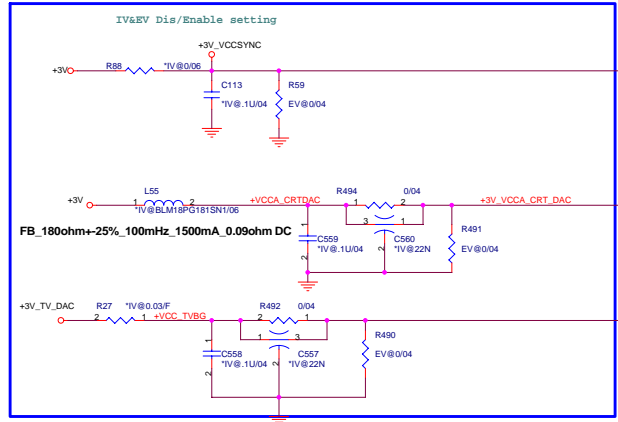 IV&EV Dis/Enable setting
+3V_VCCSYNC
+3V
R88
*IV@0/06
C113
*IV@.1U/04
R59
EV@0/04
+3V
L55
1
2
*IV@BLM18PG181SN1/06
+VCCA_CRTDAC
R494
0/04
1
2
+3V_VCCA_CRT_DAC
FB_180ohm+-25%_100mHz_1500mA_0.09ohm DC
1
C559
*IV@.1U/04
2
3
1
C560
*IV@22N
2
R491
EV@0/04
+3V_TV_DAC
R27
*IV@0.03/F
2
1
+VCC_TVBG
R492
0/04
2
1
1
C558
*IV@.1U/04
2
1
3
C557
*IV@22N
2
R490
EV@0/04